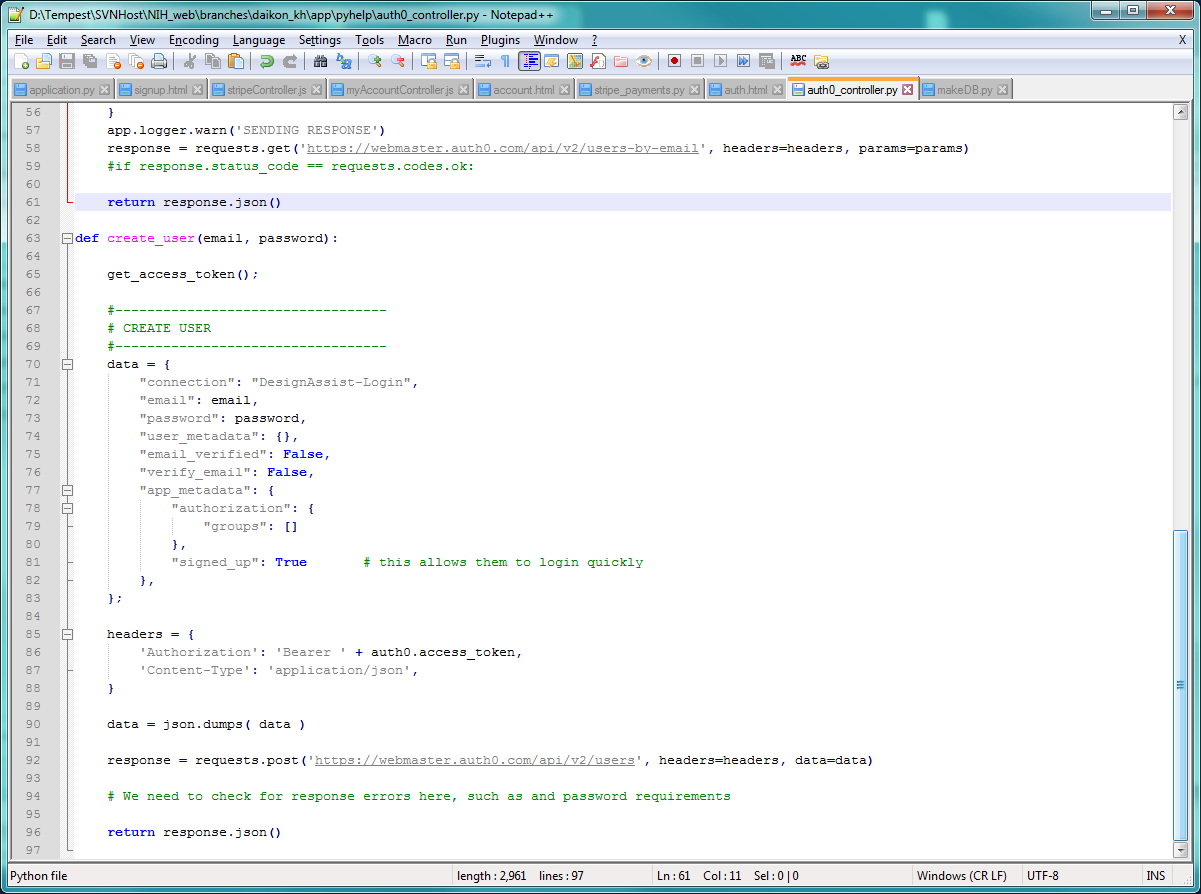 D:\Tempest\SVNHost\NIH_web\branches\daikon_kh\app\pyhelp\auth0_controller.py - Notepad++
File Edit Search View Encoding Language Settings Tools Macro Run Plugins Window ? X
ABC
application.py signup.html stripeController.js myAccountController.js account.html stripe_payments.py auth.html auth0_controller.py makeDB.py
56 }
57 app.logger.warn('SENDING RESPONSE')
58 response = requests.get('https://webmaster.auth0.com/api/v2/users-by-email', headers=headers, params=params)
59 #if response.status_code == requests.codes.ok:
60
61 return response.json()
62
63 def create_user(email, password):
64
65 get_access_token();
66
67 #----------------------------------
68 # CREATE USER
69 #----------------------------------
70 data = {
71 "connection": "DesignAssist-Login",
72 "email": email,
73 "password": password,
74 "user_metadata": {},
75 "email_verified": False,
76 "verify_email": False,
77 "app_metadata": {
78 "authorization": {
79 "groups": []
80 },
81 "signed_up": True # this allows them to login quickly
82 },
83 };
84
85 headers = {
86 'Authorization': 'Bearer ' + auth0.access_token,
87 'Content-Type': 'application/json',
88 }
89
90 data = json.dumps( data )
91
92 response = requests.post('https://webmaster.auth0.com/api/v2/users', headers=headers, data=data)
93
94 # We need to check for response errors here, such as and password requirements
95
96 return response.json()
97
Python file length : 2,961 lines : 97 Ln : 61 Col : 11 Sel : 0 | 0 Windows (CR LF) UTF-8 INS